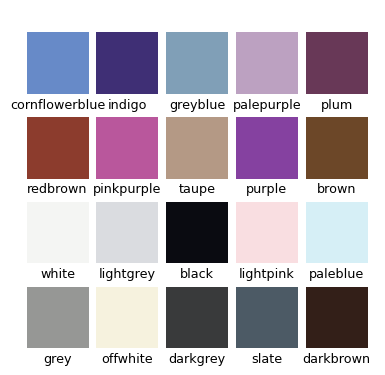 cornflowerblue indigo greyblue palepurple plum
redbrown pinkpurple taupe purple brown
white lightgrey black lightpink paleblue
grey offwhite darkgrey slate darkbrown